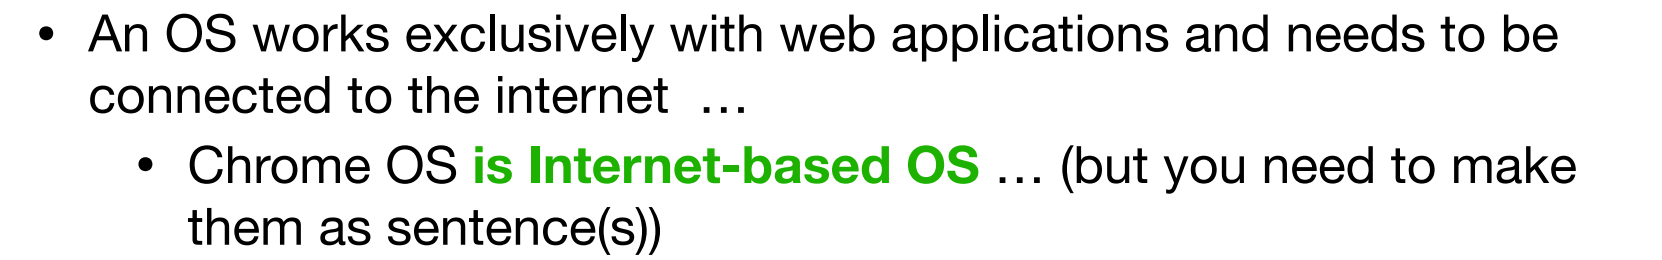 • An OS works exclusively with web applications and needs to be
connected to the internet  …
• Chrome OS is Internet-based OS … (but you need to make
them as sentence(s))